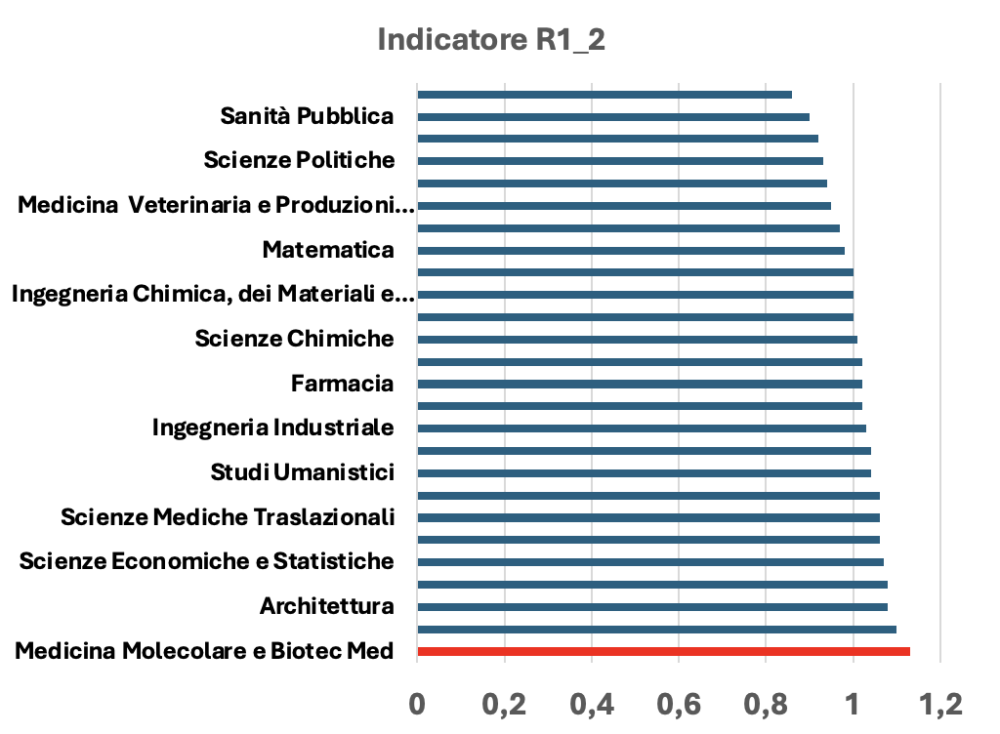 Indicatore R1_2
Sanità Pubblica
Scienze Politiche
Medicina Veterinaria e Produzioni...
Matematica
Ingegneria Chimica, dei Materiali e...
Scienze Chimiche
Farmacia
Ingegneria Industriale
Studi Umanistici
Scienze Mediche Traslazionali
Scienze Economiche e Statistiche
Architettura
Medicina Molecolare e Biotec Med
0 0,2 0,4 0,6 0,8 1 1,2